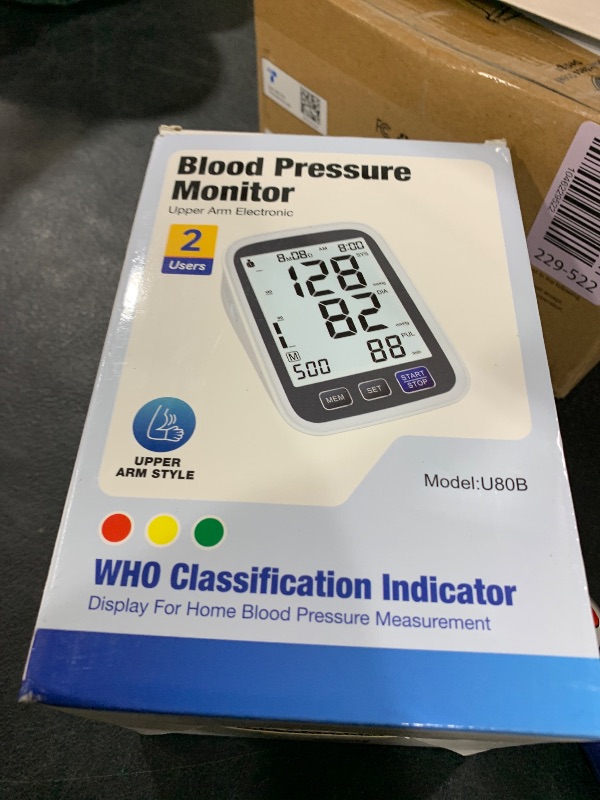 Blood Pressure
Monitor
Upper Arm Electronic
2
Users
8M08D AM 8:00
SYS
128
mmHg
DIA
82
mmHg
PUL
88
M
500
MEM
SET
START
STOP
UPPER
ARM STYLE
Model:U80B
WHO Classification Indicator
Display For Home Blood Pressure Measurement
229-522